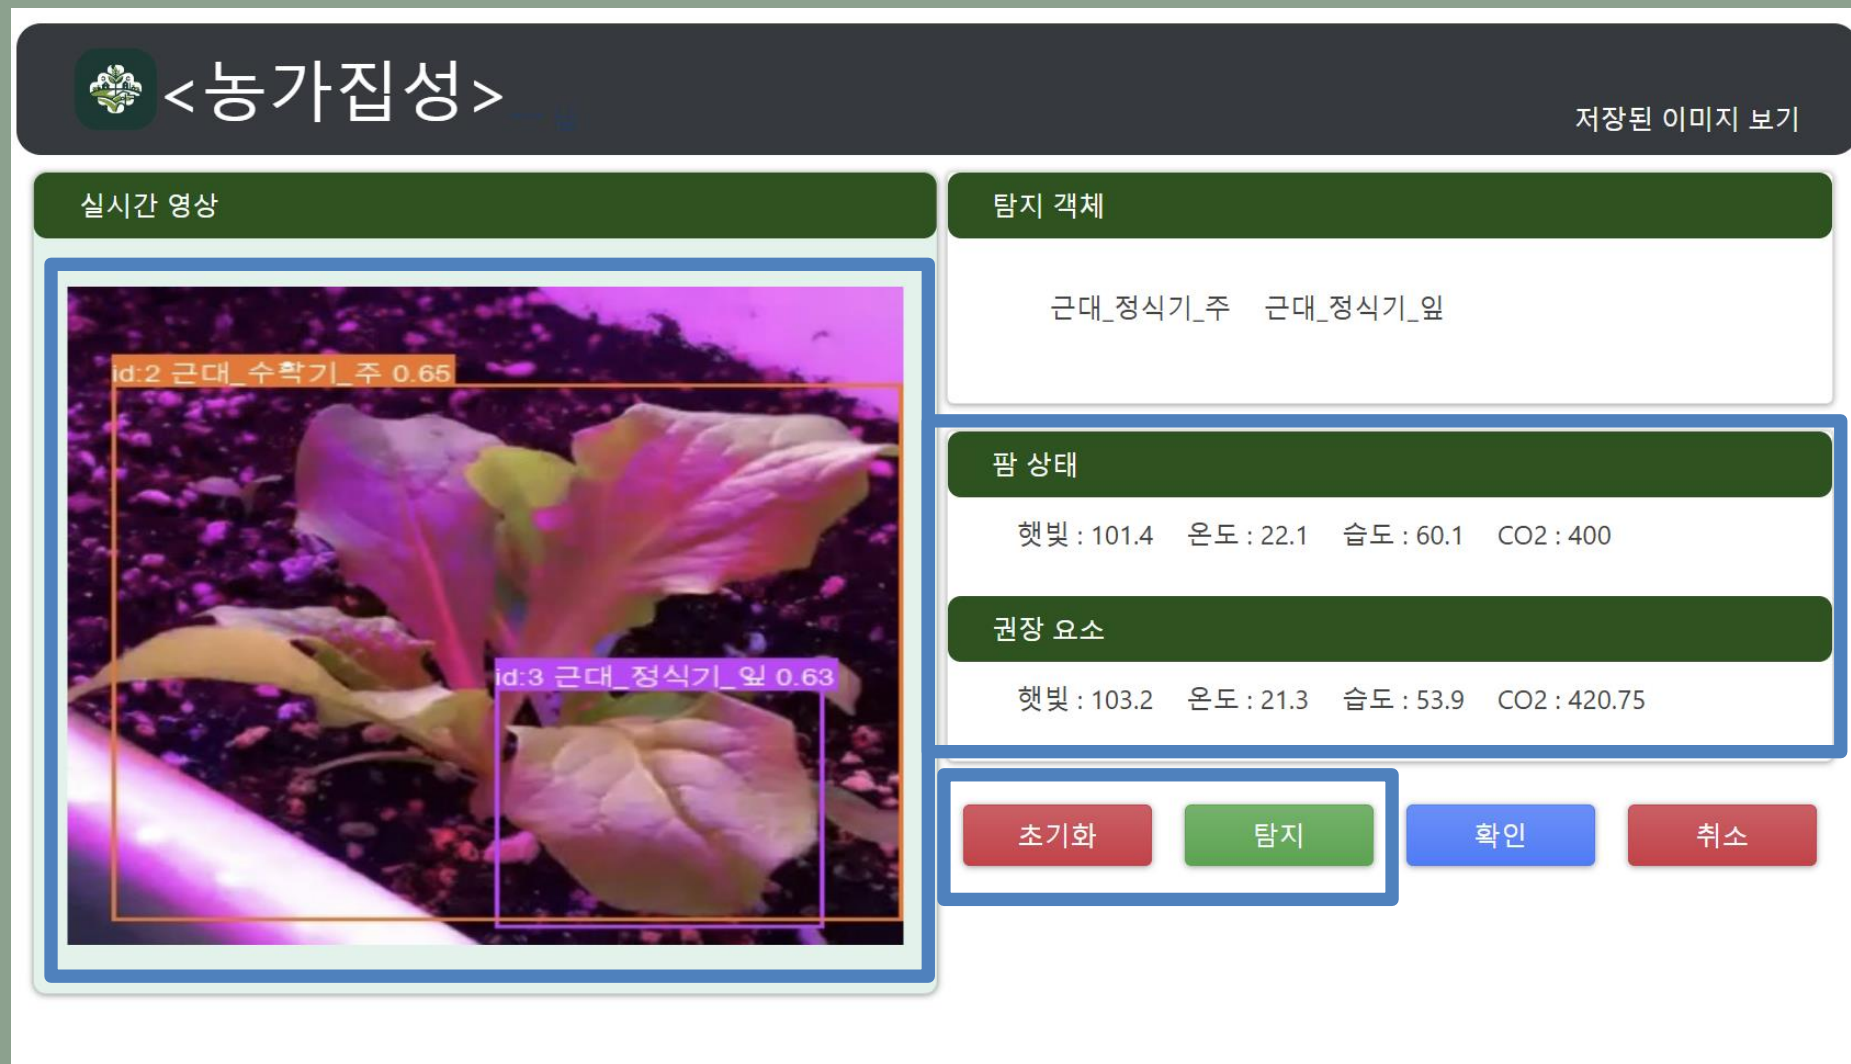 <농가집성>
저장된 이미지 보기
실시간 영상
id:2 근대_수확기_주 0.65
id:3 근대_정식기_잎 0.63
탐지 객체
근대_정식기_주 근대_정식기_잎
팜 상태
햇빛 : 101.4 온도 : 22.1 습도 : 60.1 CO2 : 400
권장 요소
햇빛 : 103.2 온도 : 21.3 습도 : 53.9 CO2 : 420.75
초기화 탐지 확인 취소